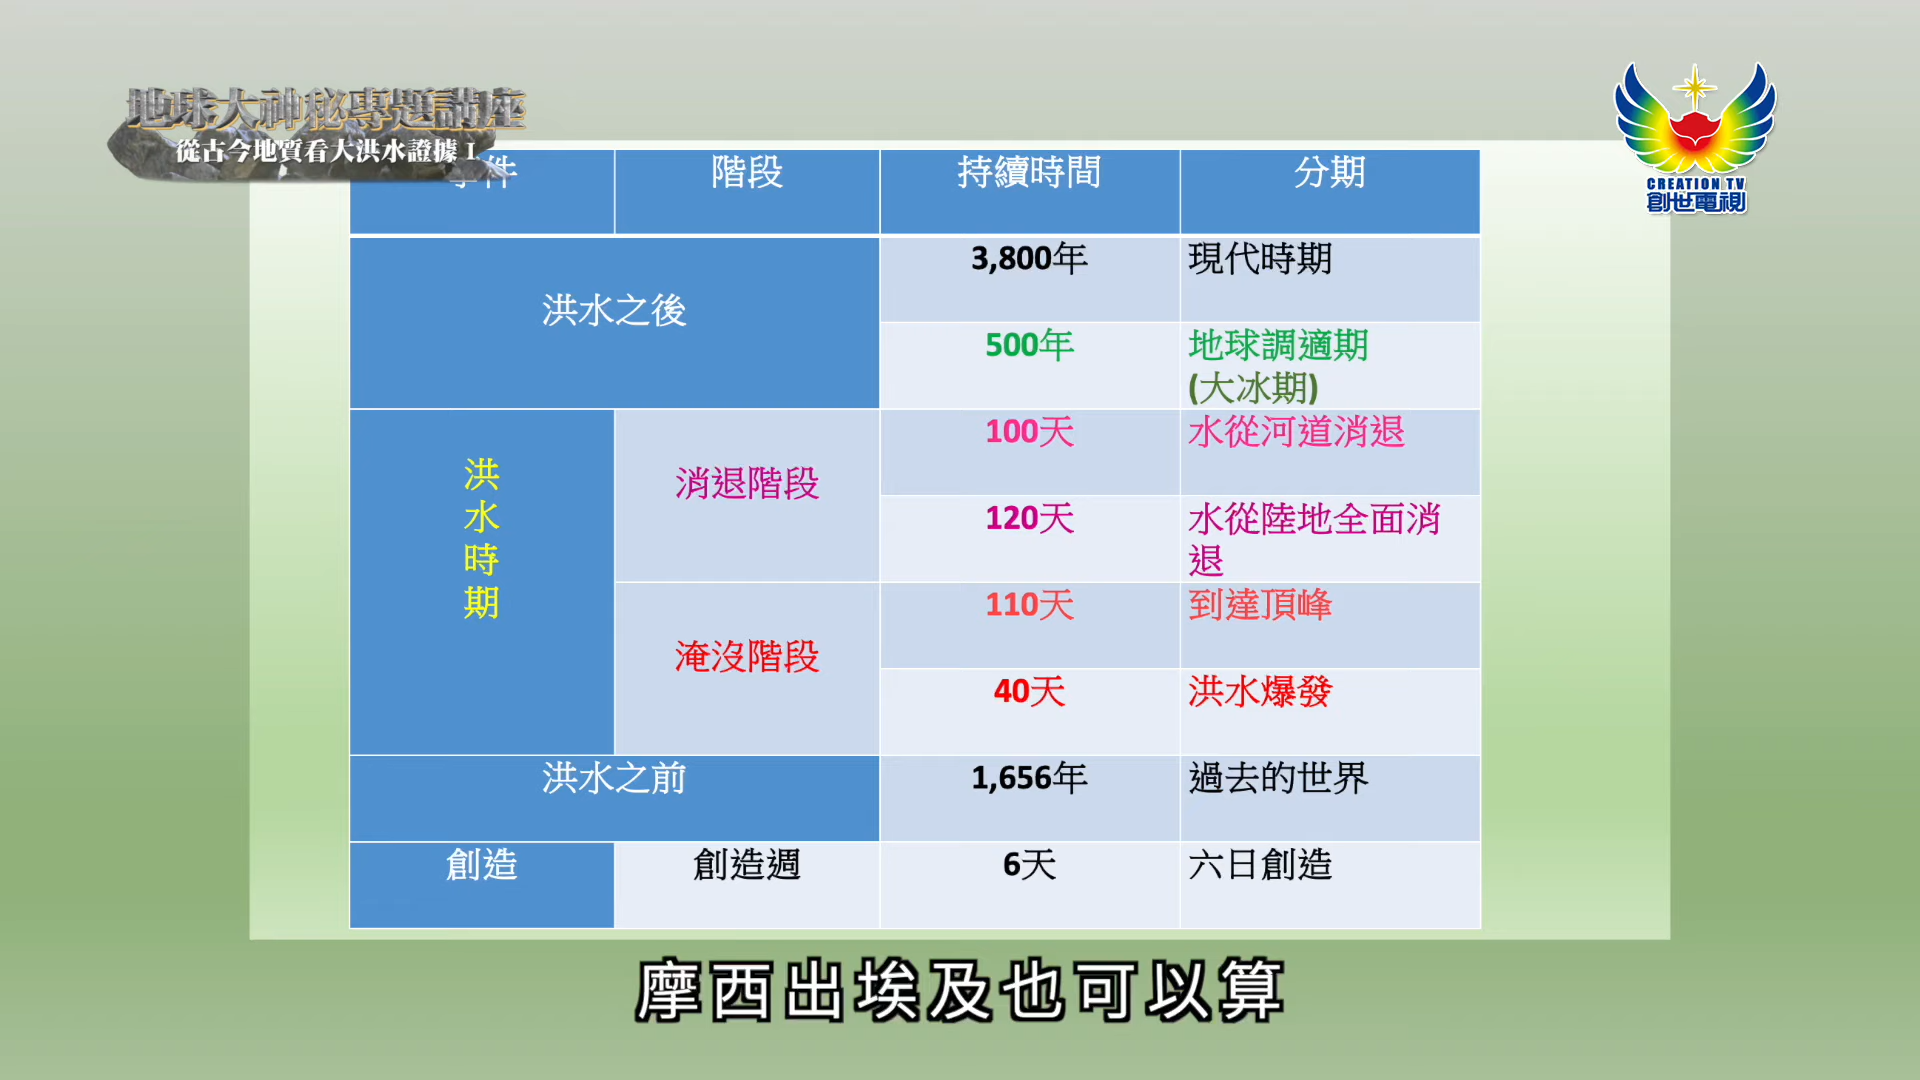 地球大神秘專題講座
從古今地質看大洪水證據 I
CREATION TV
創世電視
件 階段 持續時間 分期
洪水之後 3,800年 現代時期
500年 地球調適期
(大冰期)
洪水時期 消退階段 100天 水從河道消退
120天 水從陸地全面消
退
淹沒階段 110天 到達頂峰
40天 洪水爆發
洪水之前 1,656年 過去的世界
創造 創造週 6天 六日創造
摩西出埃及也可以算